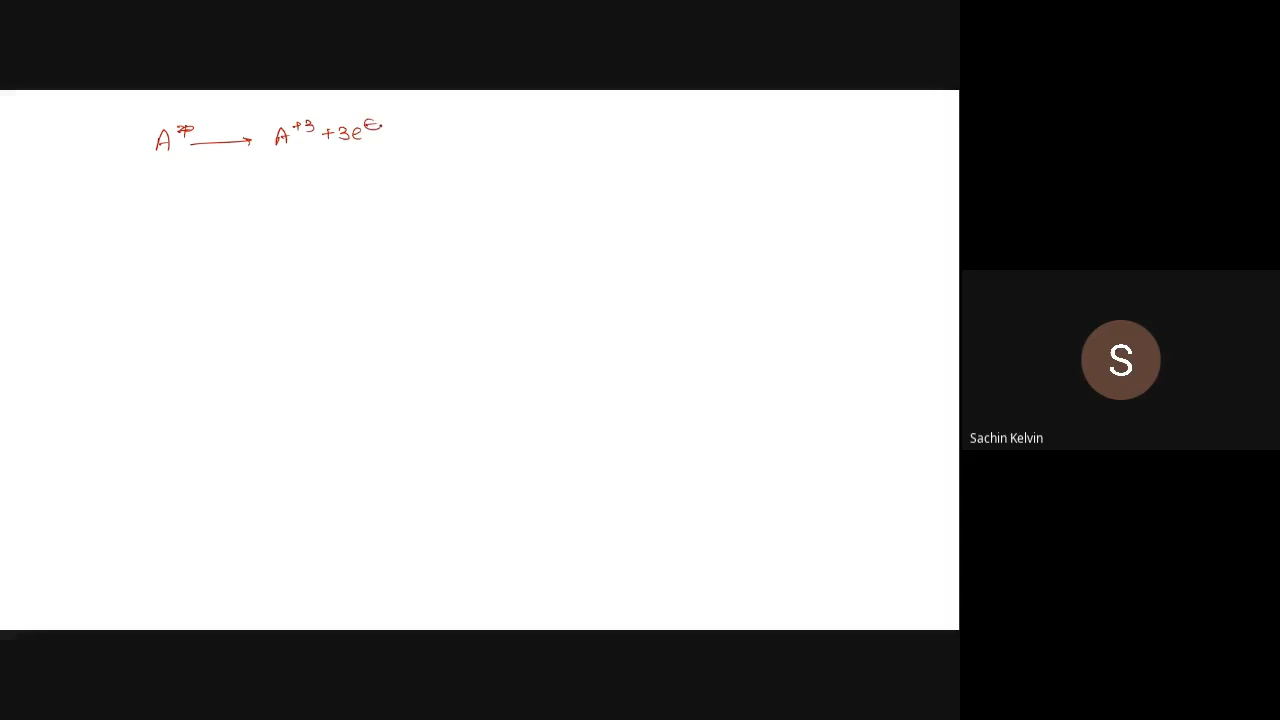 A → A⁺³ + 3e
S
Sachin Kelvin